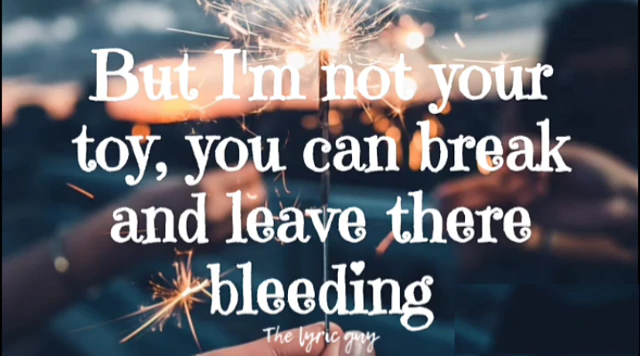 But I'm not your
toy, you can break
and leave there
bleeding
The lyric guy